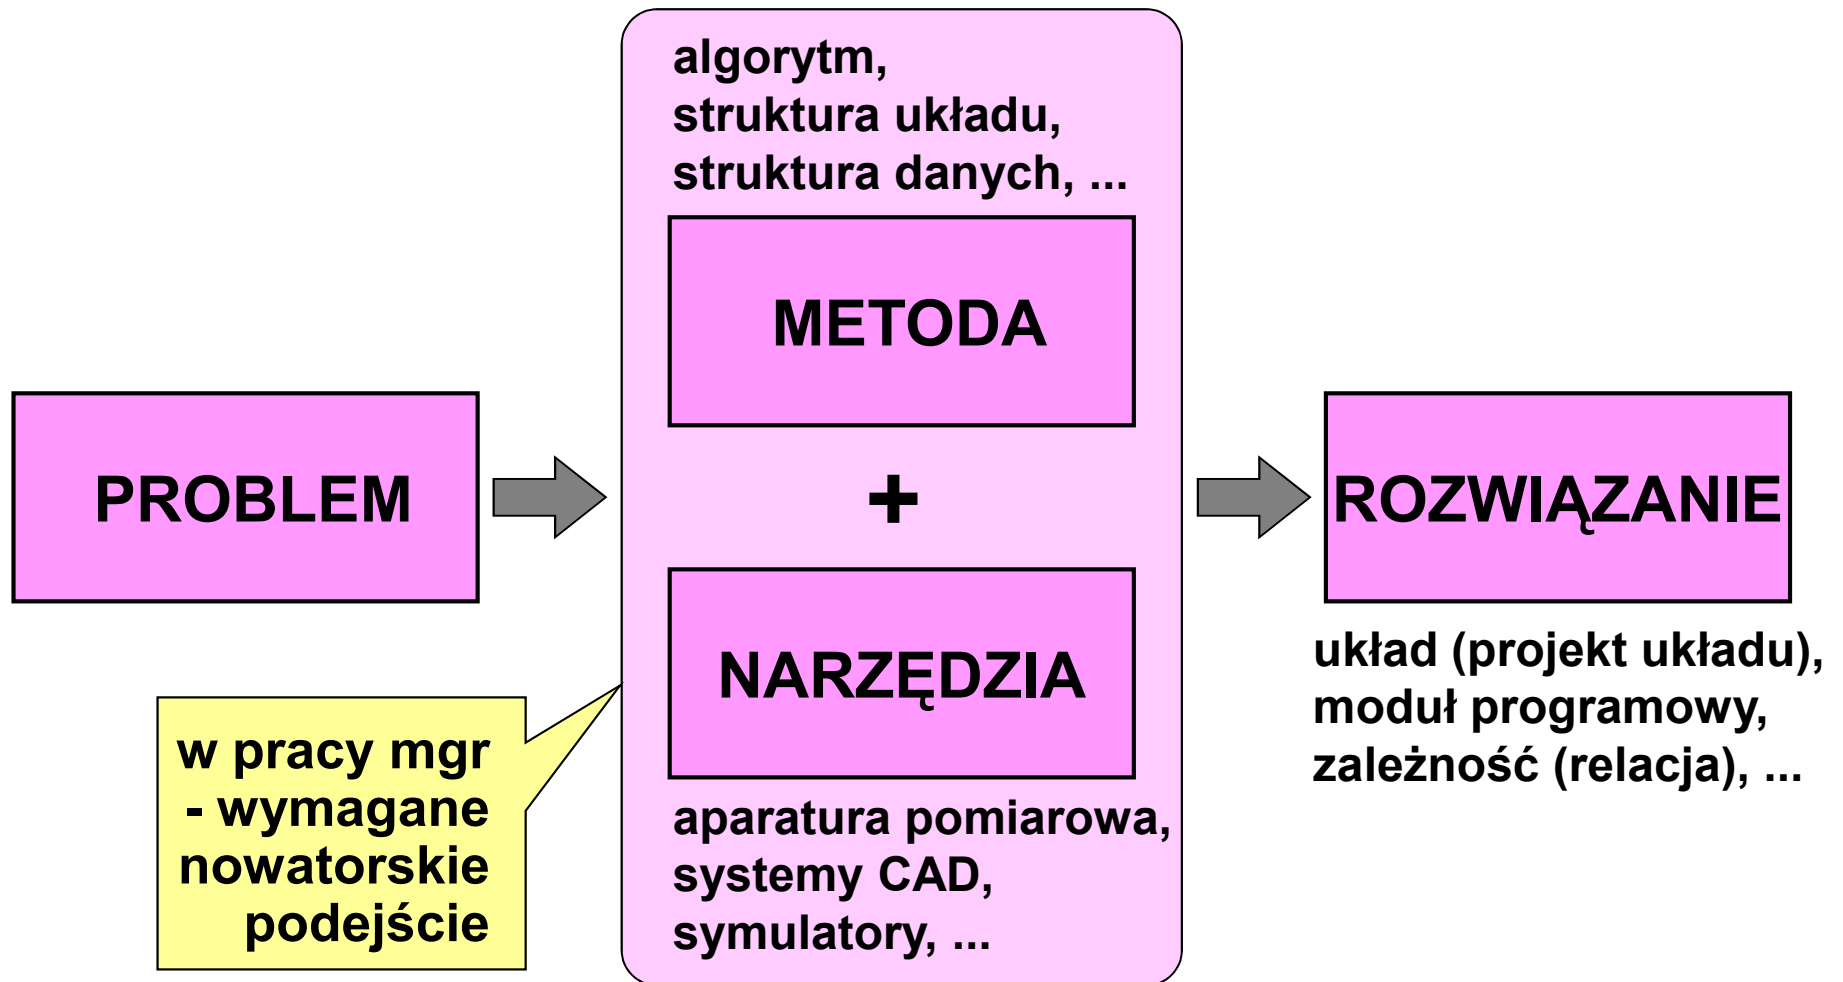 PROBLEM
algorytm,
struktura układu,
struktura danych, ...
METODA
+
NARZĘDZIA
aparatura pomiarowa,
systemy CAD,
symulatory, ...
w pracy mgr
- wymagane
nowatorskie
podejście
ROZWIĄZANIE
układ (projekt układu),
moduł programowy,
zależność (relacja), ...